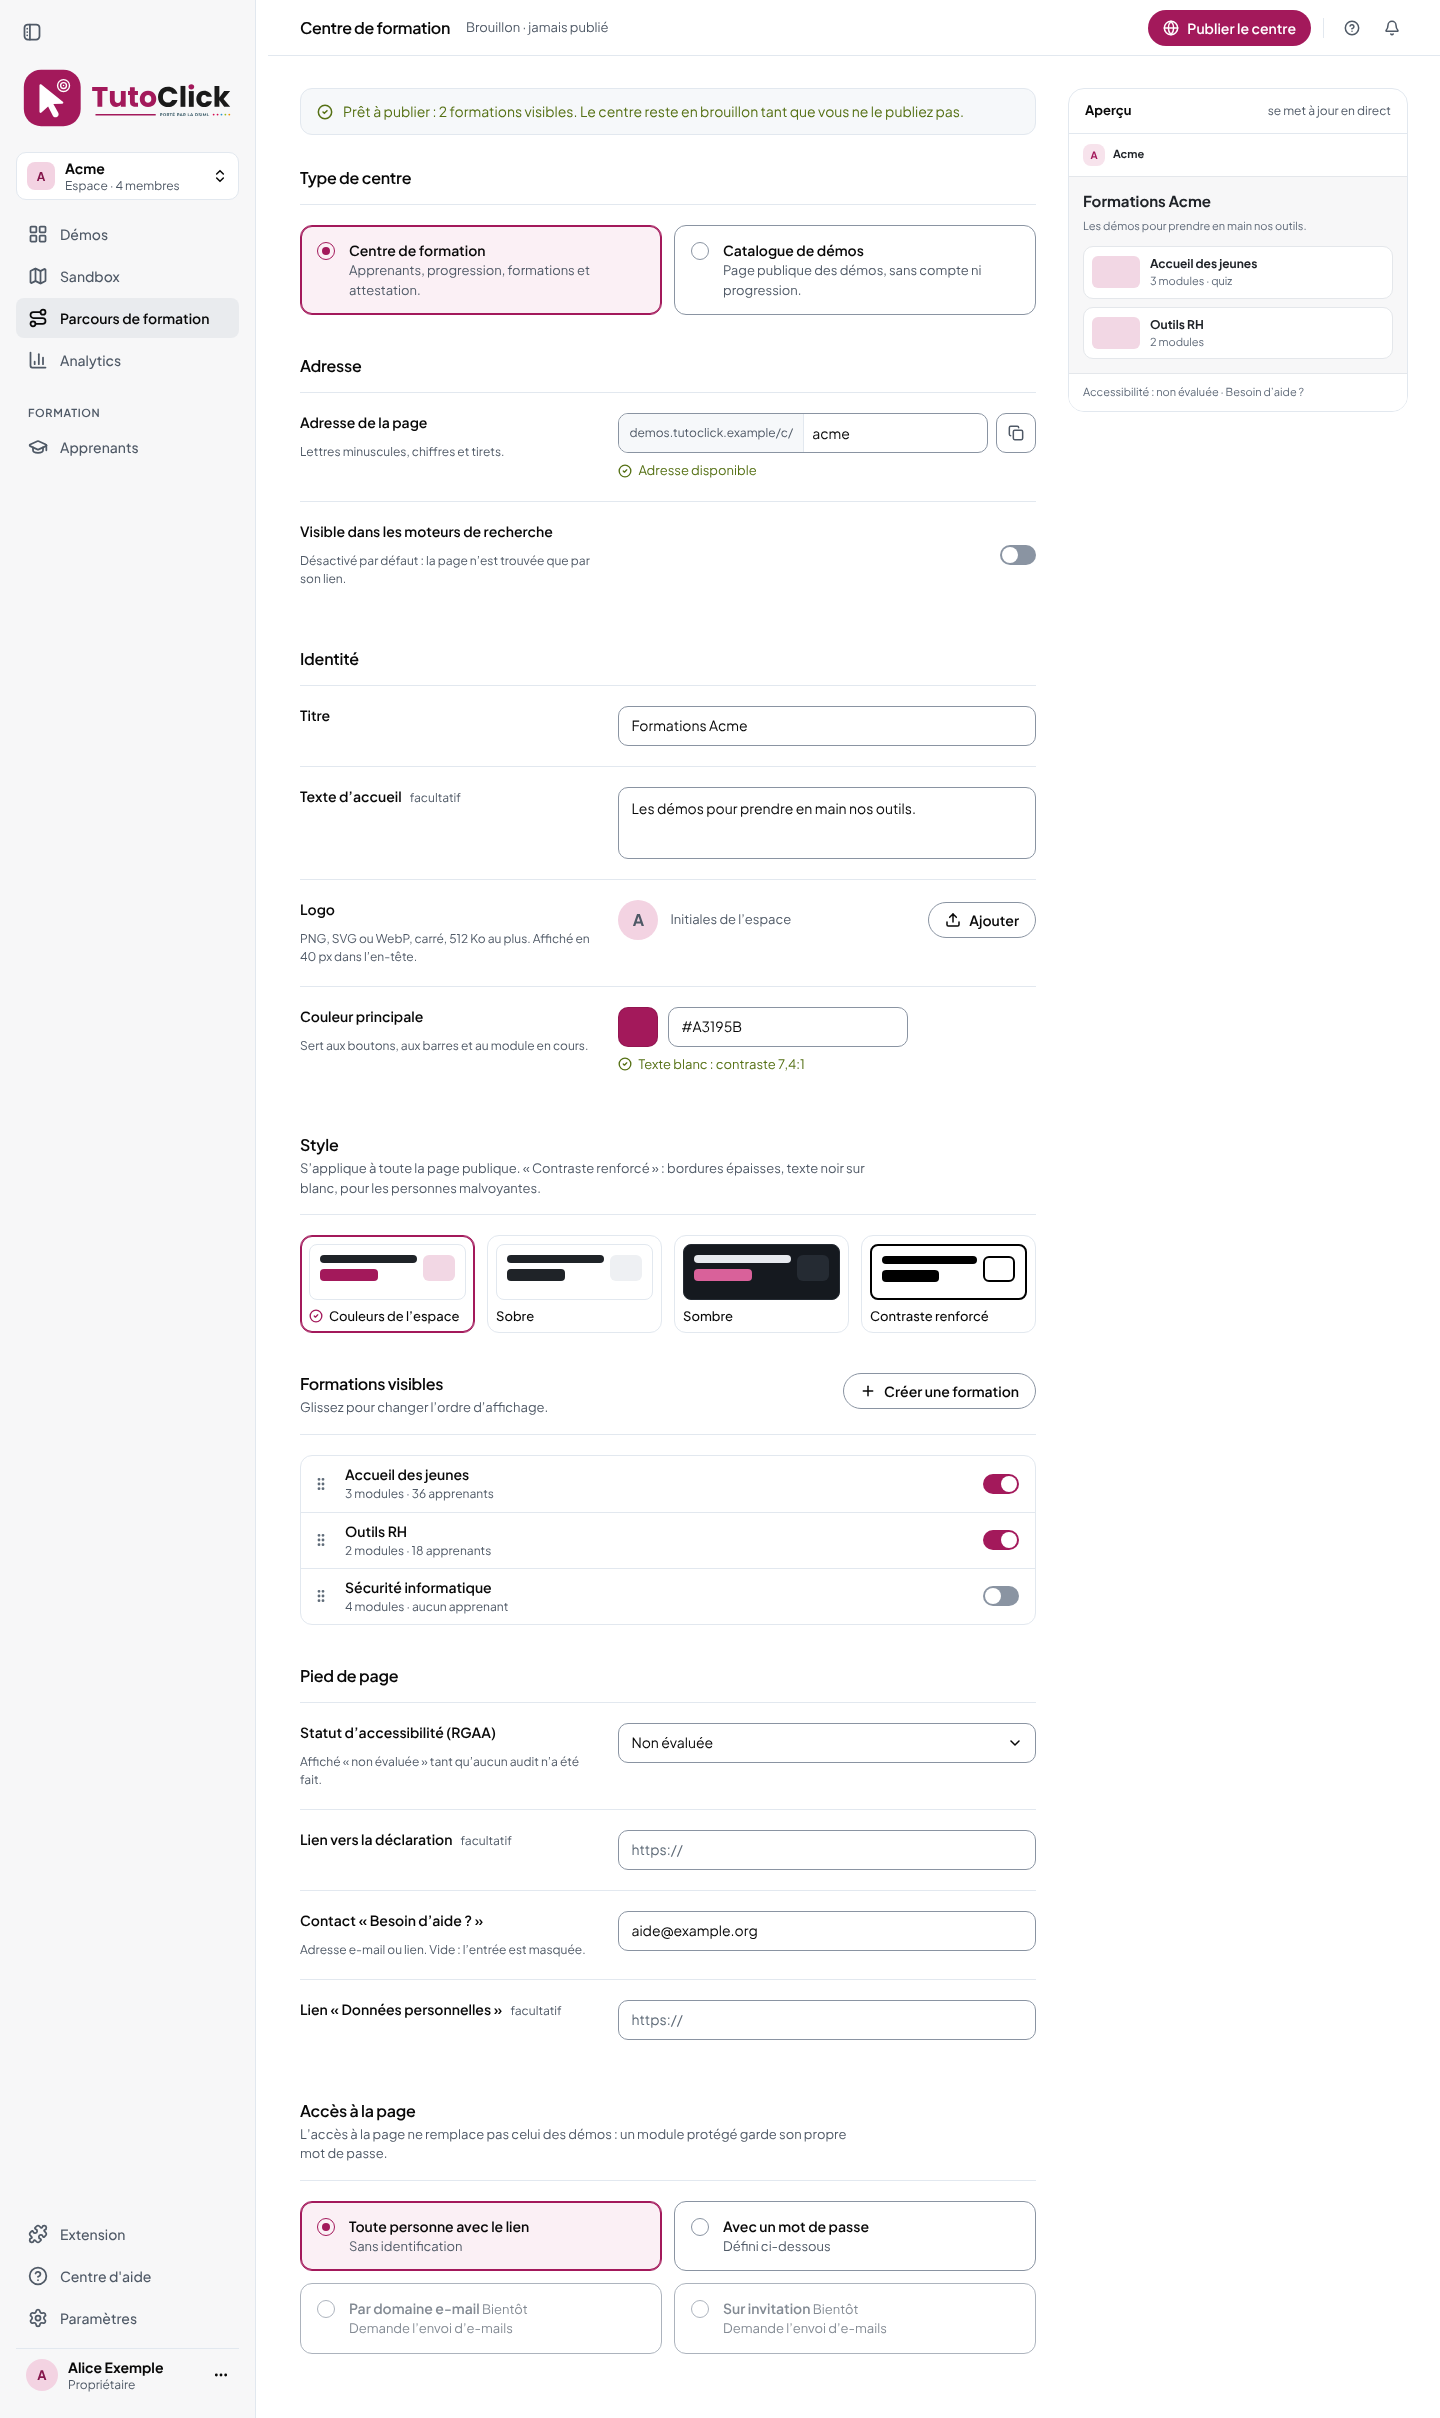 TutoClick
PORTÉ PAR LA DSIML
A
Acme
Espace · 4 membres
Démos
Sandbox
Parcours de formation
Analytics
FORMATION
Apprenants
Extension
Centre d'aide
Paramètres
A
Alice Exemple
Propriétaire
Centre de formation
Brouillon · jamais publié
Publier le centre
Prêt à publier : 2 formations visibles. Le centre reste en brouillon tant que vous ne le publiez pas.
Type de centre
Centre de formation
Apprenants, progression, formations et
attestation.
Catalogue de démos
Page publique des démos, sans compte ni
progression.
Adresse
Adresse de la page
Lettres minuscules, chiffres et tirets.
demos.tutoclick.example/c/
acme
Adresse disponible
Visible dans les moteurs de recherche
Désactivé par défaut : la page n’est trouvée que par
son lien.
Identité
Titre
Formations Acme
Texte d’accueil facultatif
Les démos pour prendre en main nos outils.
Logo
PNG, SVG ou WebP, carré, 512 Ko au plus. Affiché en
40 px dans l’en-tête.
A
Initiales de l’espace
Ajouter
Couleur principale
Sert aux boutons, aux barres et au module en cours.
#A3195B
Texte blanc : contraste 7,4:1
Style
S’applique à toute la page publique. « Contraste renforcé » : bordures épaisses, texte noir sur
blanc, pour les personnes malvoyantes.
Couleurs de l’espace
Sobre
Sombre
Contraste renforcé
Formations visibles
Glissez pour changer l’ordre d’affichage.
Créer une formation
Accueil des jeunes
3 modules · 36 apprenants
Outils RH
2 modules · 18 apprenants
Sécurité informatique
4 modules · aucun apprenant
Pied de page
Statut d’accessibilité (RGAA)
Affiché « non évaluée » tant qu’aucun audit n’a été
fait.
Non évaluée
Lien vers la déclaration facultatif
https://
Contact « Besoin d’aide ? »
Adresse e-mail ou lien. Vide : l’entrée est masquée.
aide@example.org
Lien « Données personnelles » facultatif
https://
Accès à la page
L’accès à la page ne remplace pas celui des démos : un module protégé garde son propre
mot de passe.
Toute personne avec le lien
Sans identification
Avec un mot de passe
Défini ci-dessous
Par domaine e-mail Bientôt
Demande l’envoi d’e-mails
Sur invitation Bientôt
Demande l’envoi d’e-mails
Aperçu
se met à jour en direct
A
Acme
Formations Acme
Les démos pour prendre en main nos outils.
Accueil des jeunes
3 modules · quiz
Outils RH
2 modules
Accessibilité : non évaluée · Besoin d’aide ?